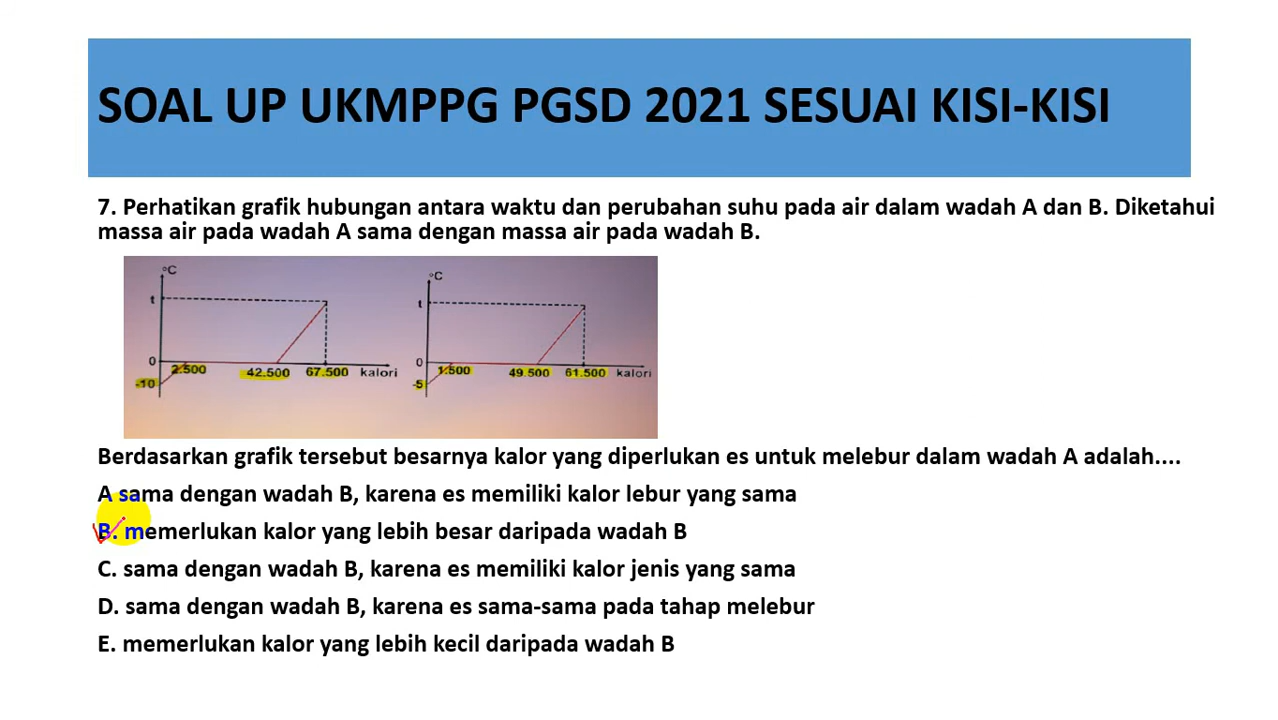 SOAL UP UKMPPG PGSD 2021 SESUAI KISI-KISI
7. Perhatikan grafik hubungan antara waktu dan perubahan suhu pada air dalam wadah A dan B. Diketahui
massa air pada wadah A sama dengan massa air pada wadah B.
°C
t
0
-10
2.500 42.500 67.500 kalori
°C
t
0
-5
1.500 49.500 61.500 kalori
Berdasarkan grafik tersebut besarnya kalor yang diperlukan es untuk melebur dalam wadah A adalah....
A sama dengan wadah B, karena es memiliki kalor lebur yang sama
B. memerlukan kalor yang lebih besar daripada wadah B
C. sama dengan wadah B, karena es memiliki kalor jenis yang sama
D. sama dengan wadah B, karena es sama-sama pada tahap melebur
E. memerlukan kalor yang lebih kecil daripada wadah B